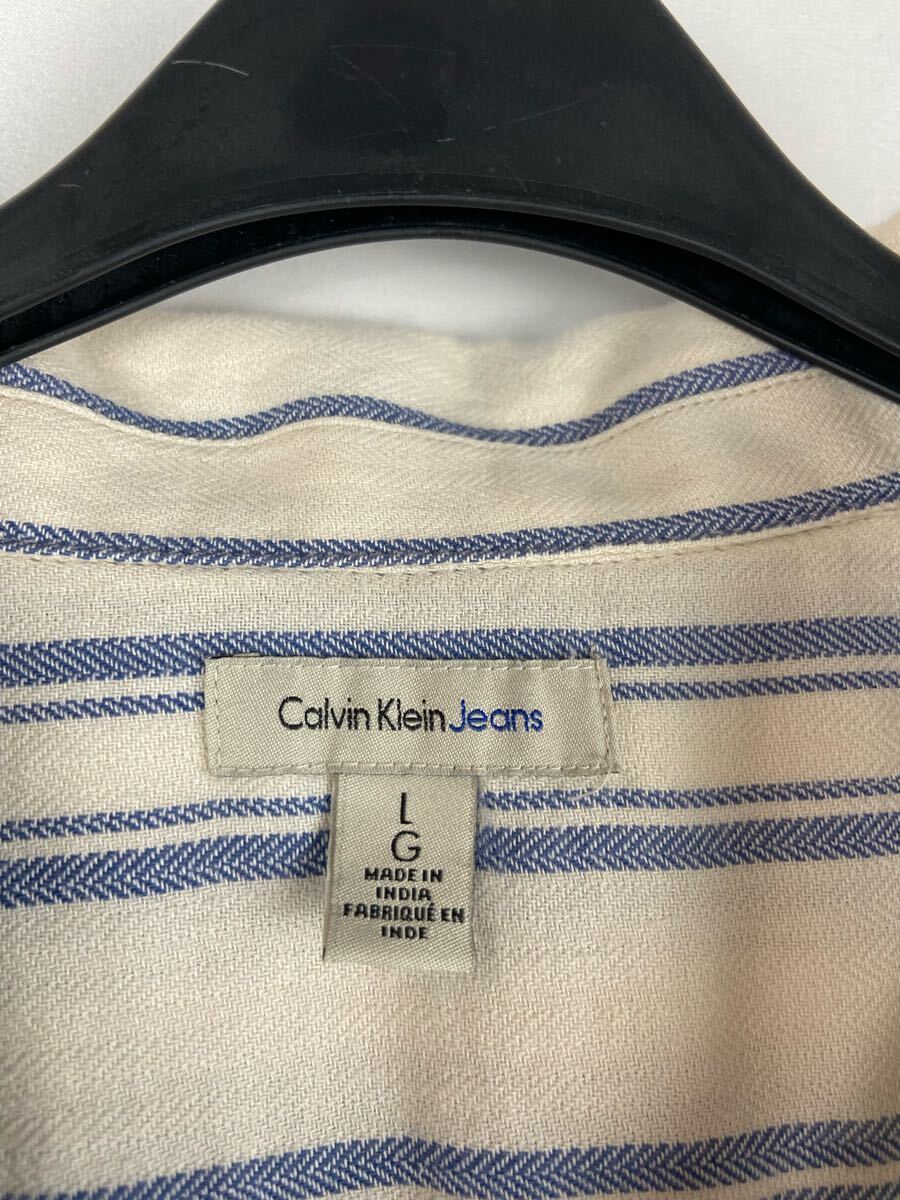 Calvin Klein Jeans
L
G
MADE IN
INDIA
FABRIQUÉ EN
INDE